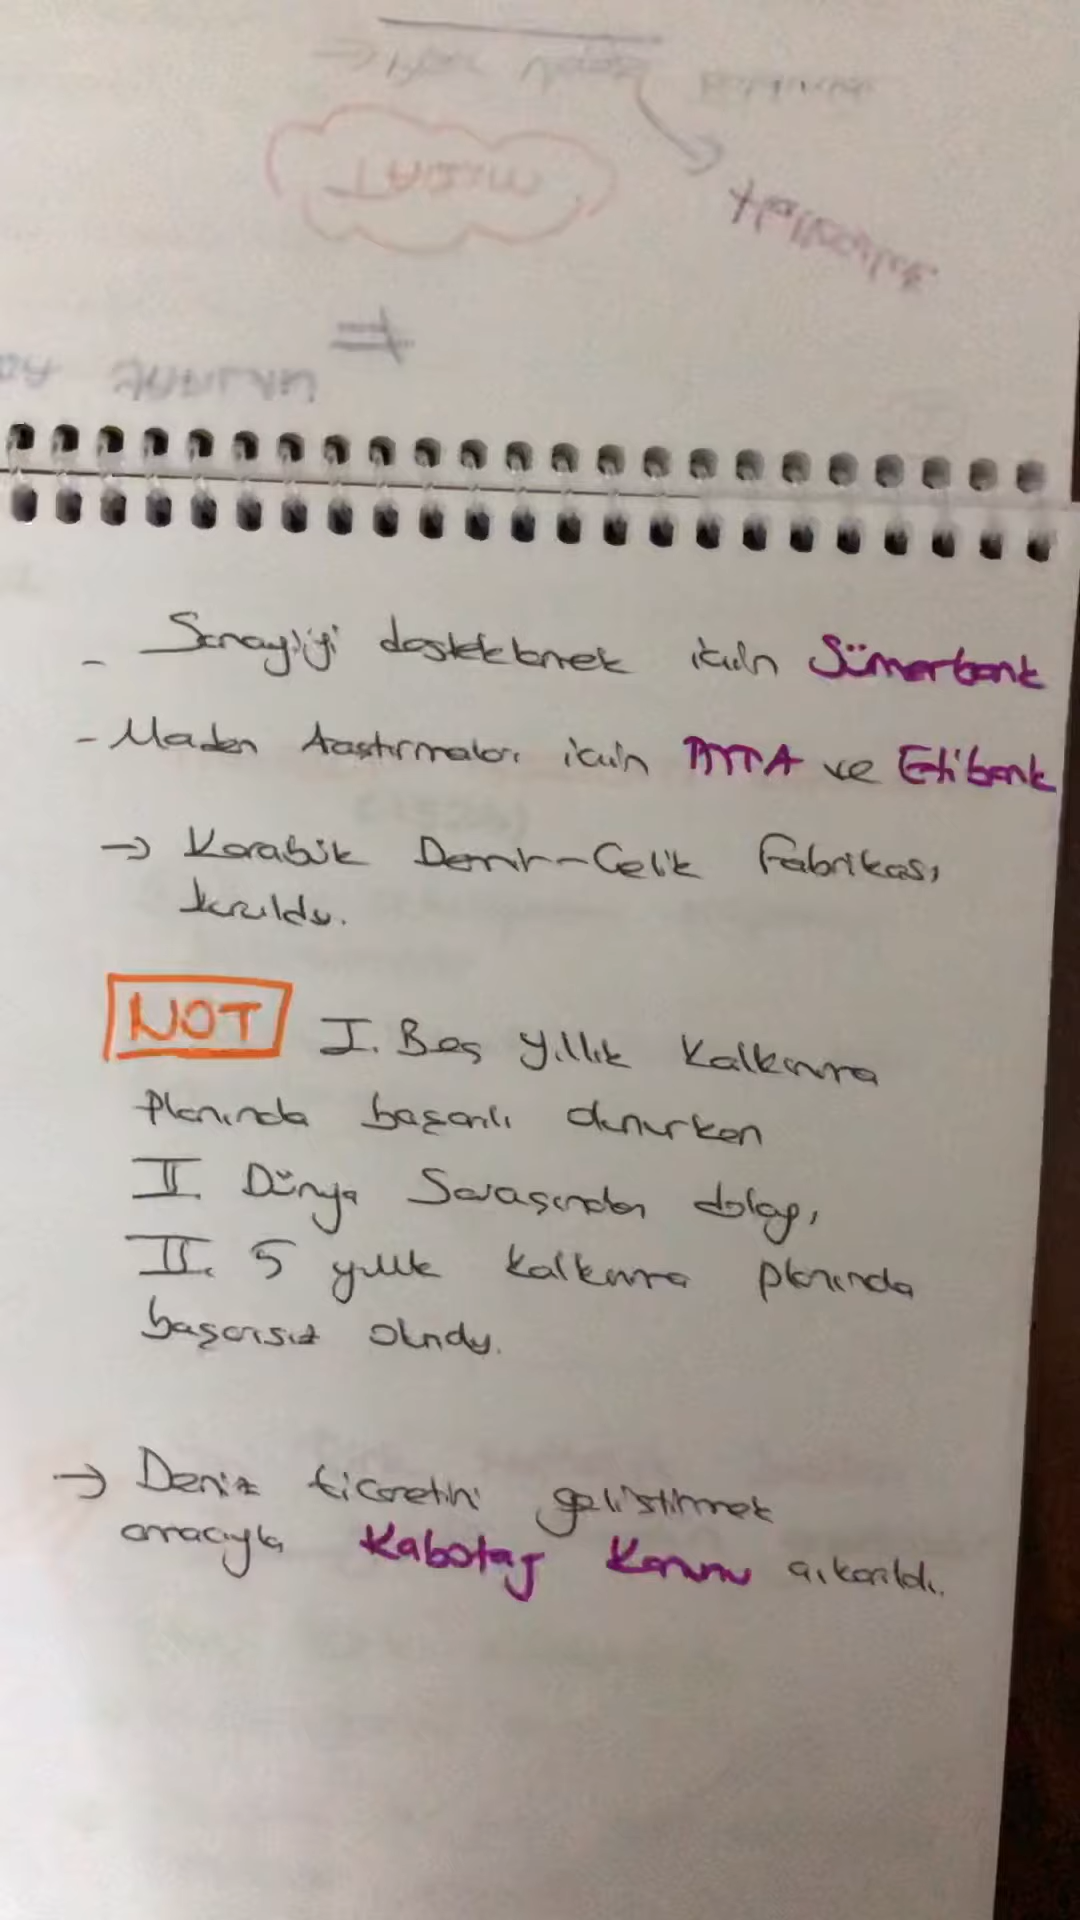 Halkçılık
- Sanayiyi desteklemek için Sümerbank
- Maden Araştırmaları için MTA ve Etibank
→ Karabük Demir-Çelik Fabrikası
kuruldu.
NOT I. Beş yıllık kalkınma
planında başarılı olunurken
II. Dünya Savaşından dolayı
II. 5 yıllık kalkınma planında
başarısız olundu.
→ Deniz ticaretini geliştirmek
amacıyla Kabotaj Kanunu çıkarıldı.